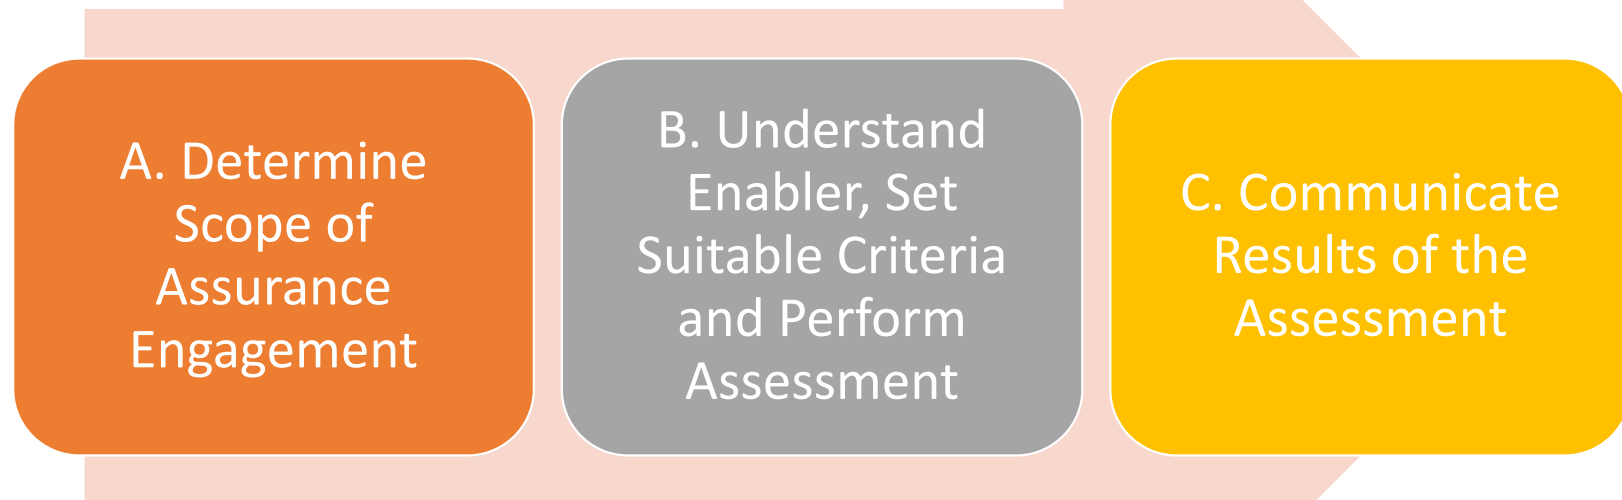 A. Determine
Scope of
Assurance
Engagement
B. Understand
Enabler, Set
Suitable Criteria
and Perform
Assessment
C. Communicate
Results of the
Assessment